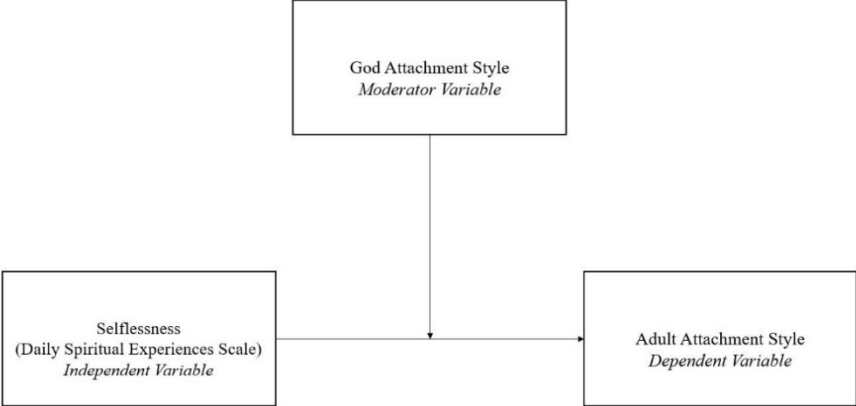 God Attachment Style
Moderator Variable
Selflessness
(Daily Spiritual Experiences Scale)
Independent Variable
Adult Attachment Style
Dependent Variable